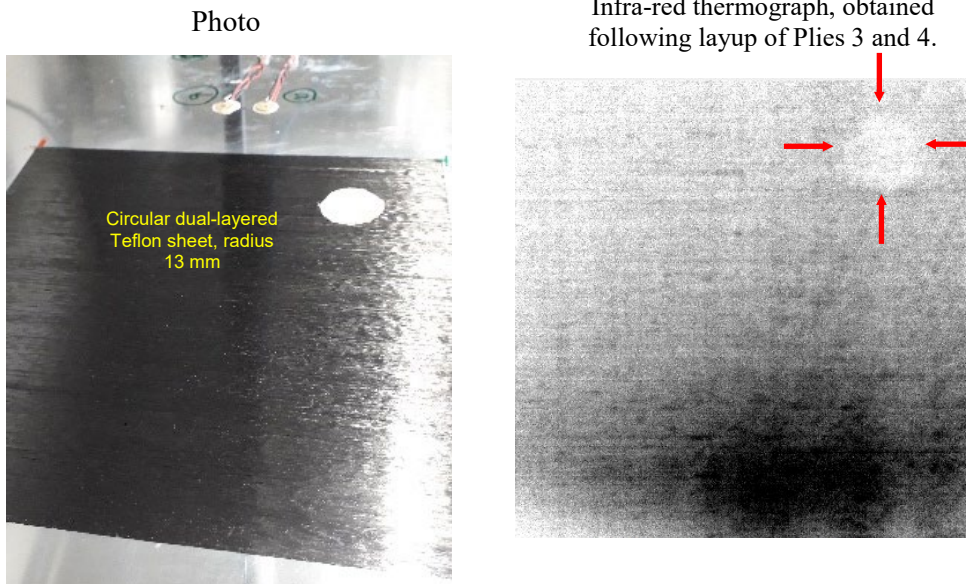 Photo
Infra-red thermograph, obtained
following layup of Plies 3 and 4.
Circular dual-layered
Teflon sheet, radius
13 mm